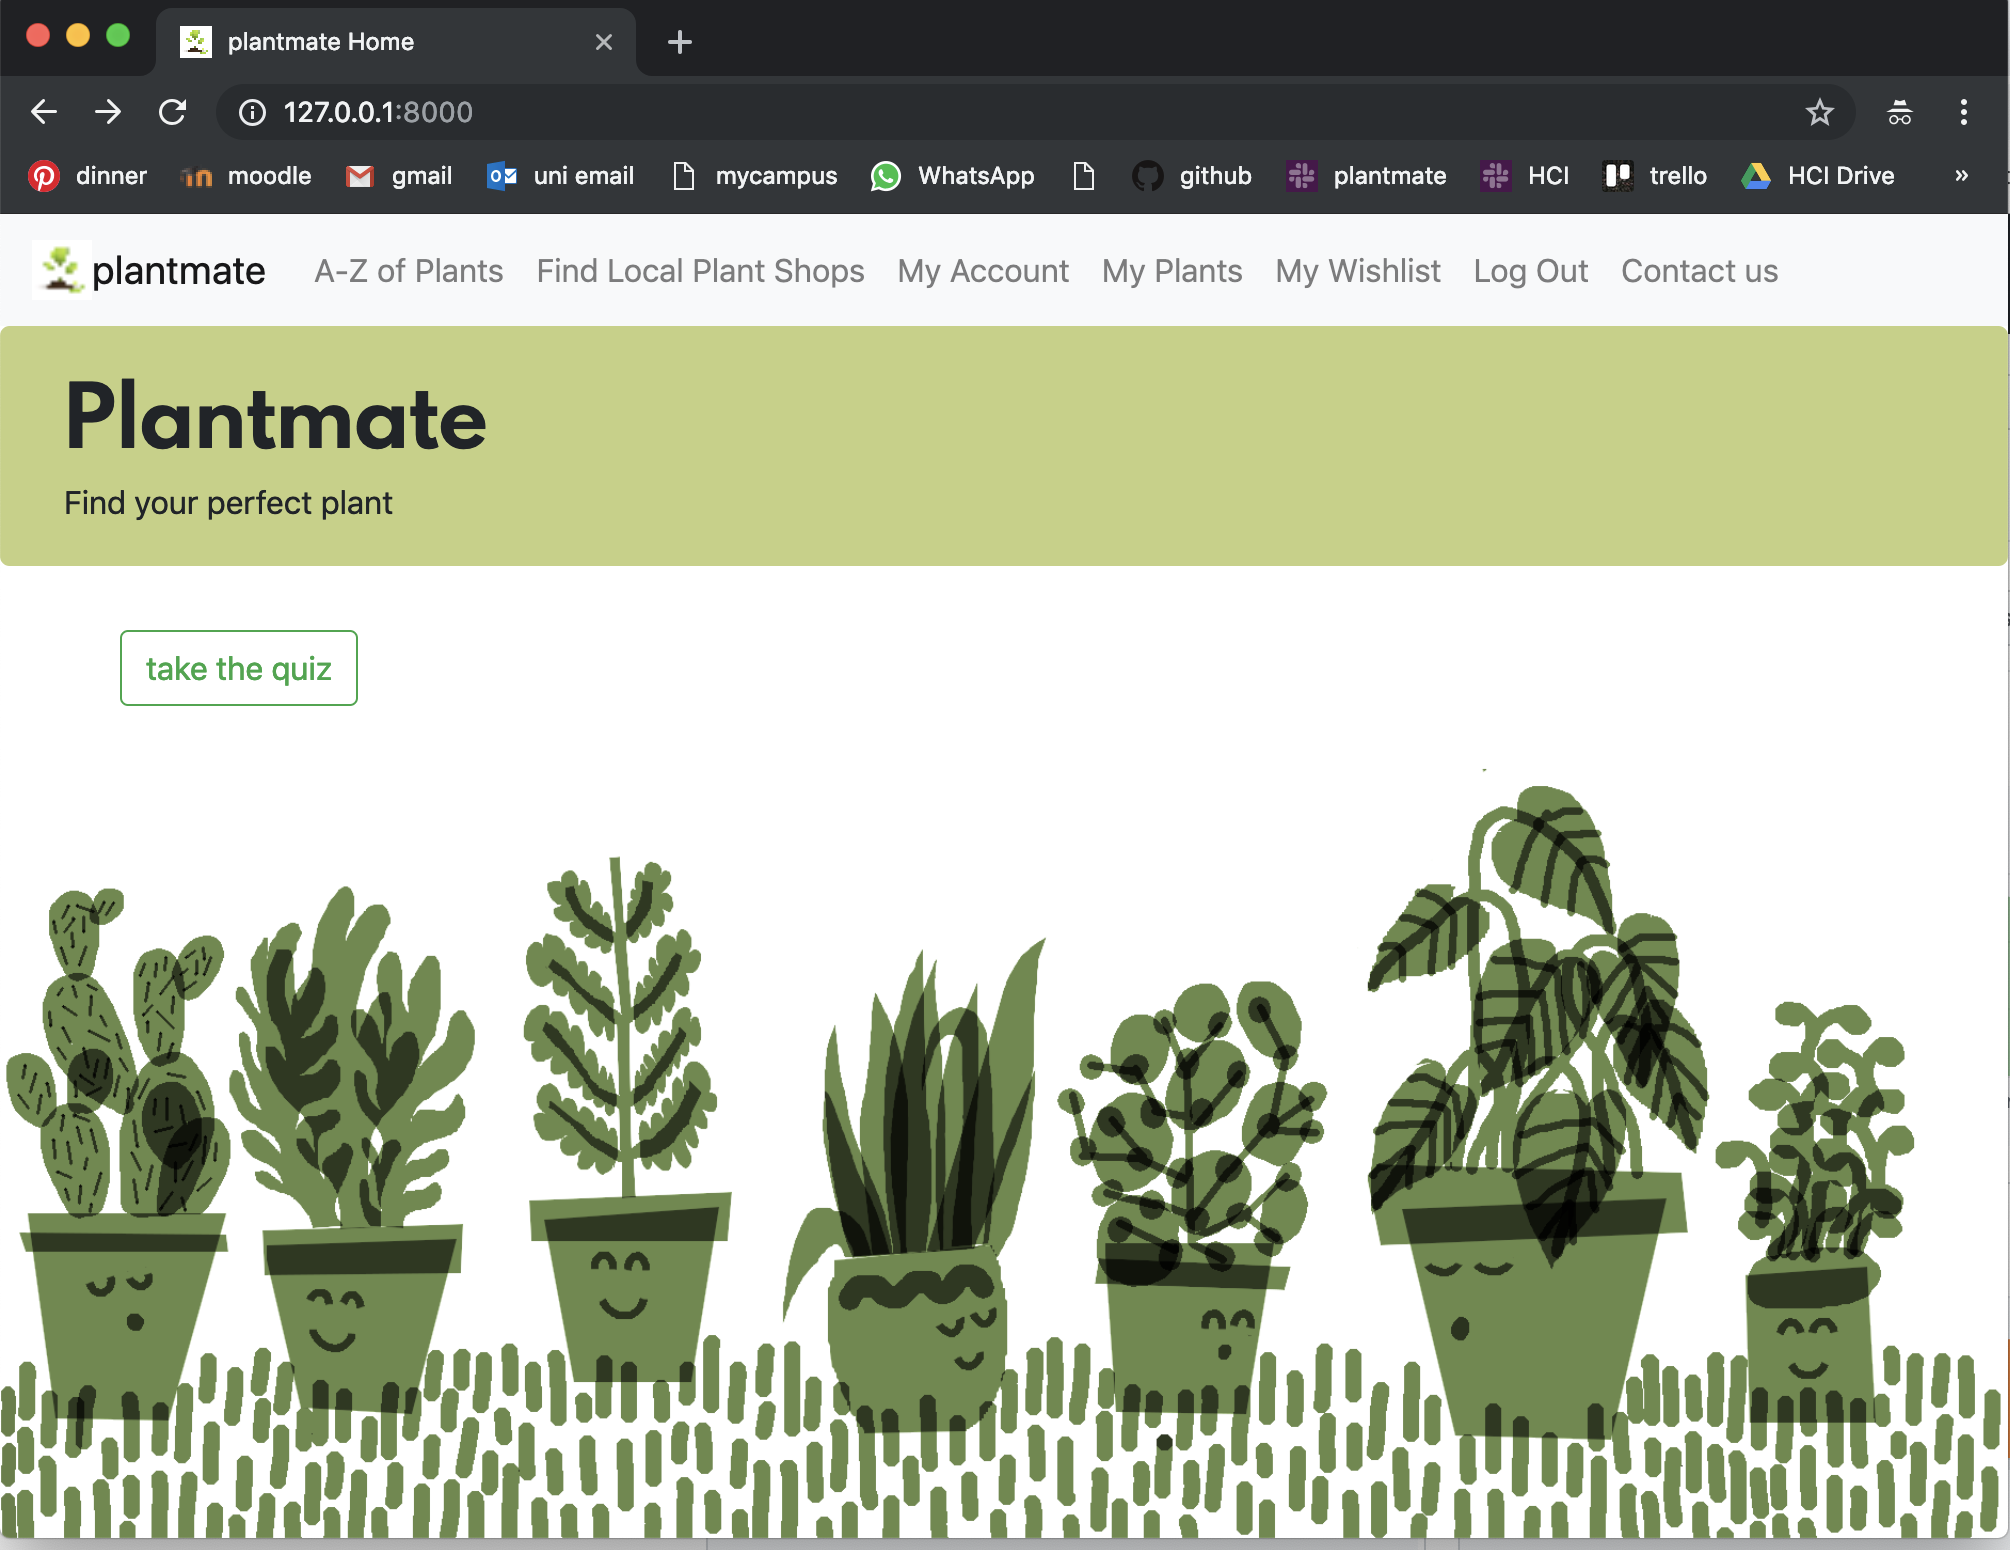 plantmate Home
127.0.0.1:8000
dinner moodle gmail uni email mycampus WhatsApp github plantmate HCI trello HCI Drive »
plantmate A-Z of Plants Find Local Plant Shops My Account My Plants My Wishlist Log Out Contact us
Plantmate
Find your perfect plant
take the quiz